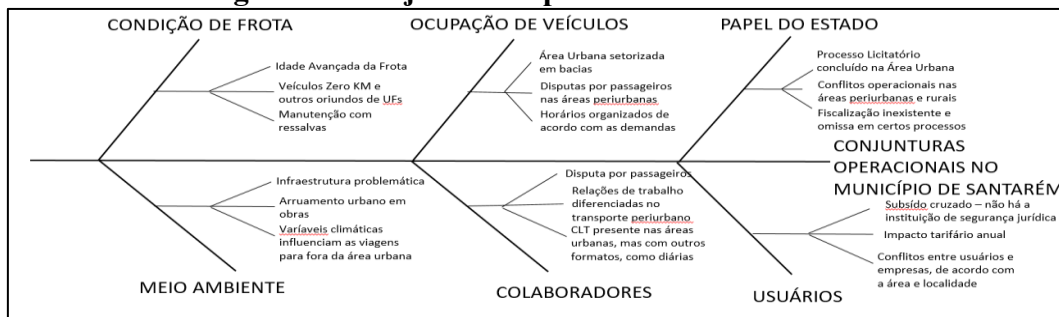 CONDIÇÃO DE FROTA
Idade Avançada da Frota
Veículos Zero KM e
outros oriundos de UFs
Manutenção com
ressalvas
OCUPAÇÃO DE VEÍCULOS
Área Urbana setorizada
em bacias
Disputas por passageiros
nas áreas periurbanas
Horários organizados de
acordo com as demandas
PAPEL DO ESTADO
Processo Licitatório
concluído na Área Urbana
Conflitos operacionais nas
áreas periurbanas e rurais
Fiscalização inexistente e
omissa em certos processos
CONJUNTURAS
OPERACIONAIS NO
MUNICÍPIO DE SANTARÉM
Infraestrutura problemática
Arruamento urbano em
obras
Varíaveis climáticas
influenciam as viagens
para fora da área urbana
MEIO AMBIENTE
Disputa por passageiros
Relações de trabalho
diferenciadas no
transporte periurbano
CLT presente nas áreas
urbanas, mas com outros
formatos, como diárias
COLABORADORES
Subsído cruzado – não há a
instituição de segurança jurídica
Impacto tarifário anual
Conflitos entre usuários e
empresas, de acordo com
a área e localidade
USUÁRIOS